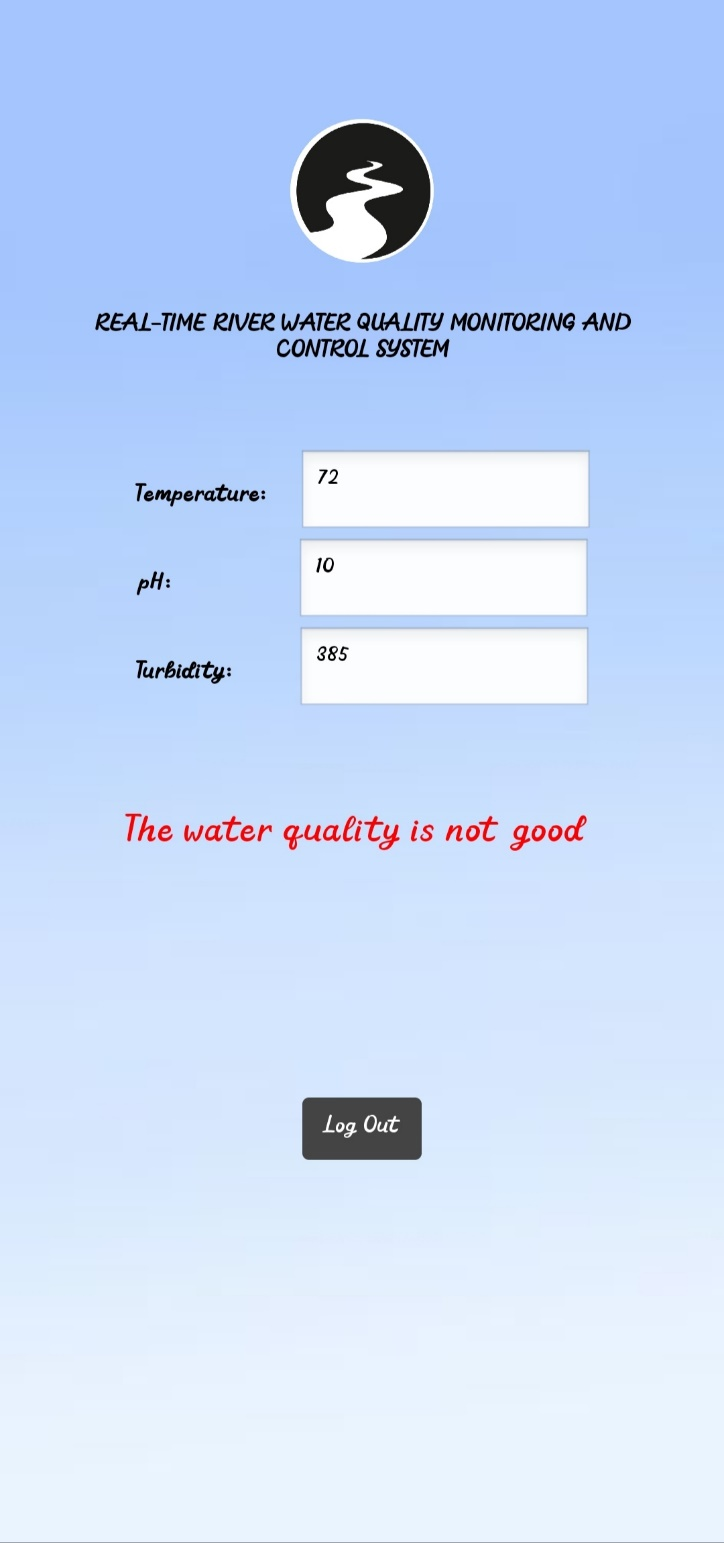 REAL-TIME RIVER WATER QUALITY MONITORING AND
CONTROL SYSTEM
Temperature: 72
pH: 10
Turbidity: 385
The water quality is not good
Log Out